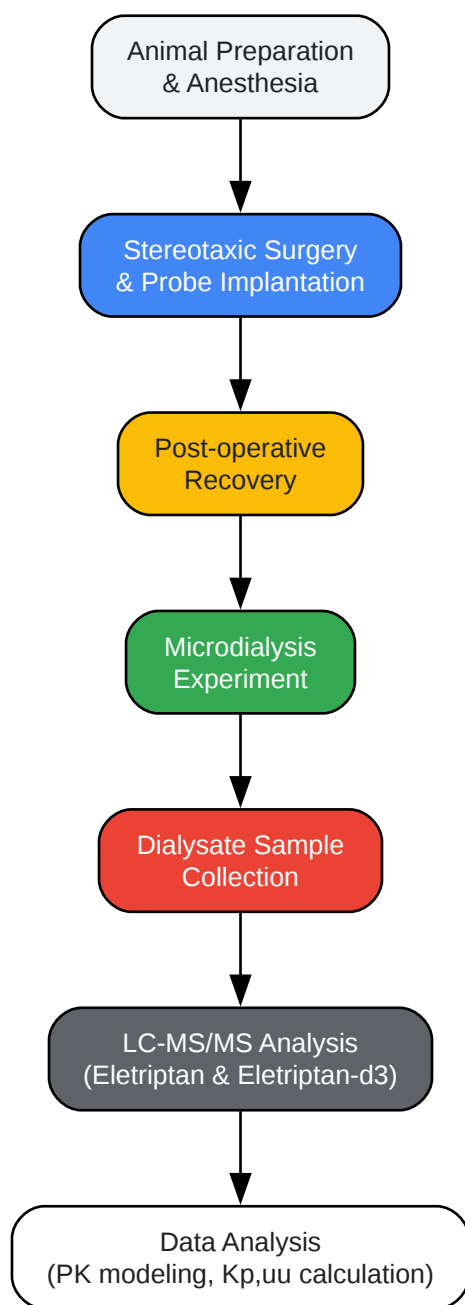 Animal Preparation
& Anesthesia
Stereotaxic Surgery
& Probe Implantation
Post-operative
Recovery
Microdialysis
Experiment
Dialysate Sample
Collection
LC-MS/MS Analysis
(Eletriptan & Eletriptan-d3)
Data Analysis
(PK modeling, Kp,uu calculation)